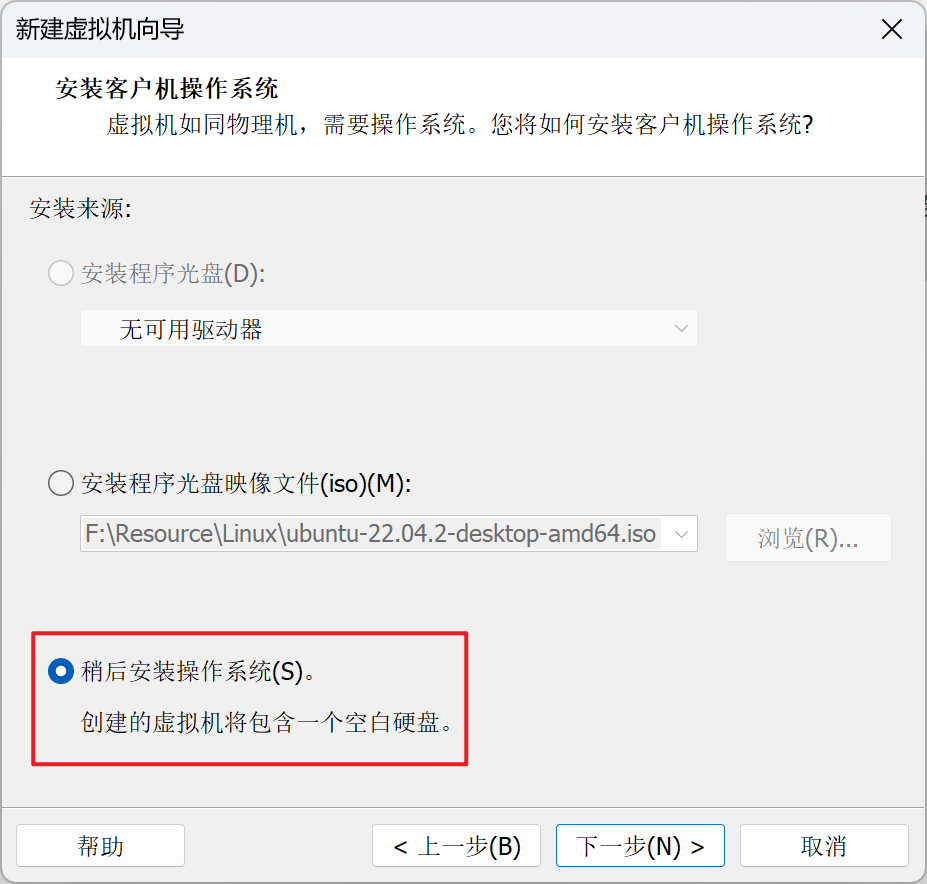 新建虚拟机向导
安装客户机操作系统
虚拟机如同物理机，需要操作系统。您将如何安装客户机操作系统?
安装来源:
安装程序光盘(D):
无可用驱动器
安装程序光盘映像文件(iso)(M):
F:\Resource\Linux\ubuntu-22.04.2-desktop-amd64.iso
浏览(R)...
稍后安装操作系统(S)。
创建的虚拟机将包含一个空白硬盘。
帮助
< 上一步(B)
下一步(N) >
取消